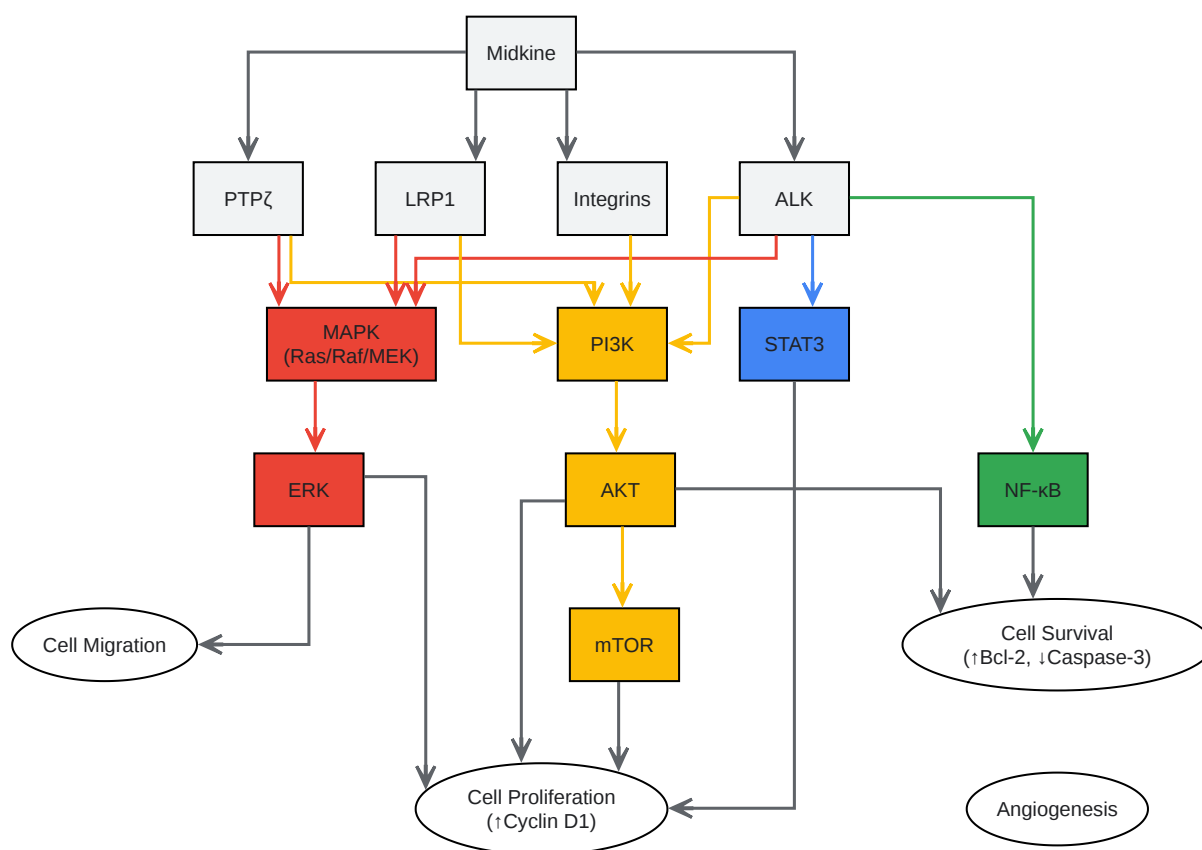 Midkine
PTPζ
LRP1
Integrins
ALK
MAPK
(Ras/Raf/MEK)
PI3K
STAT3
ERK
AKT
NF-κB
Cell Migration
mTOR
Cell Survival
(↑Bcl-2, ↓Caspase-3)
Cell Proliferation
(↑Cyclin D1)
Angiogenesis